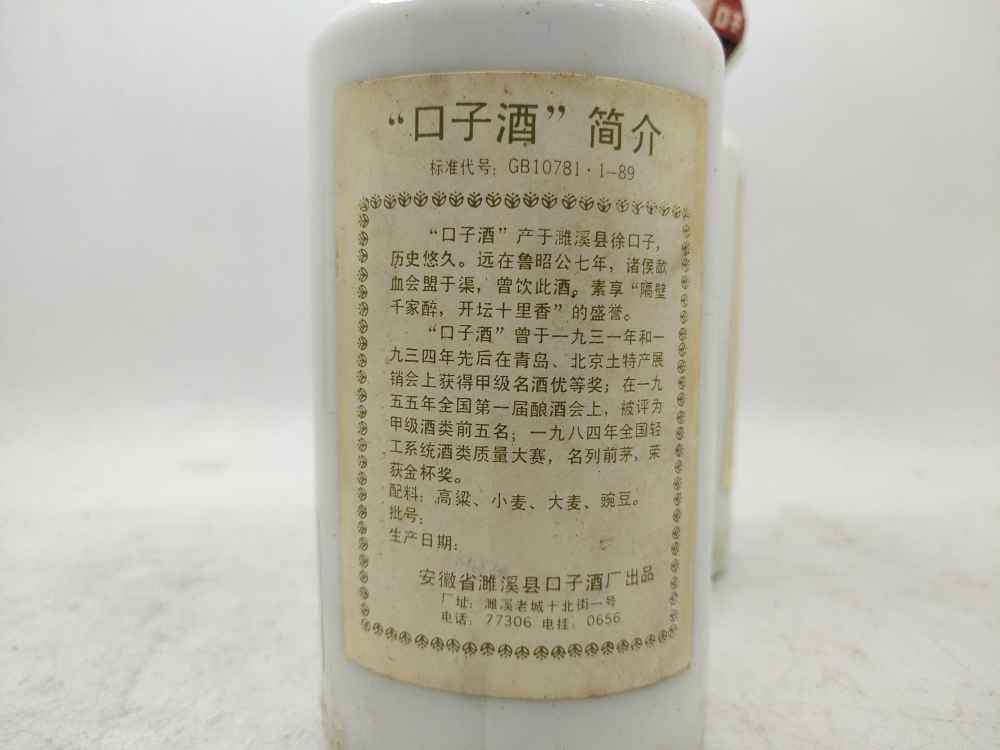 “口子酒”简介
标准代号：GB10781·1-89
“口子酒”产于濉溪县徐口子，
历史悠久。远在鲁昭公七年，诸侯歃
血会盟于渠，曾饮此酒。素享“隔壁
千家醉，开坛十里香”的盛誉。
“口子酒”曾于一九三一年和一
九三四年先后在青岛、北京土特产展
销会上获得甲级名酒优等奖；在一九
五五年全国第一届酿酒会上，被评为
甲级酒类前五名；一九八四年全国轻
工系统酒类质量大赛，名列前茅，荣
获金杯奖。
配料：高粱、小麦、大麦、豌豆。
批号：
生产日期：
安徽省濉溪县口子酒厂出品
厂址：濉溪老城十北街一号
电话：77306 电挂：0656